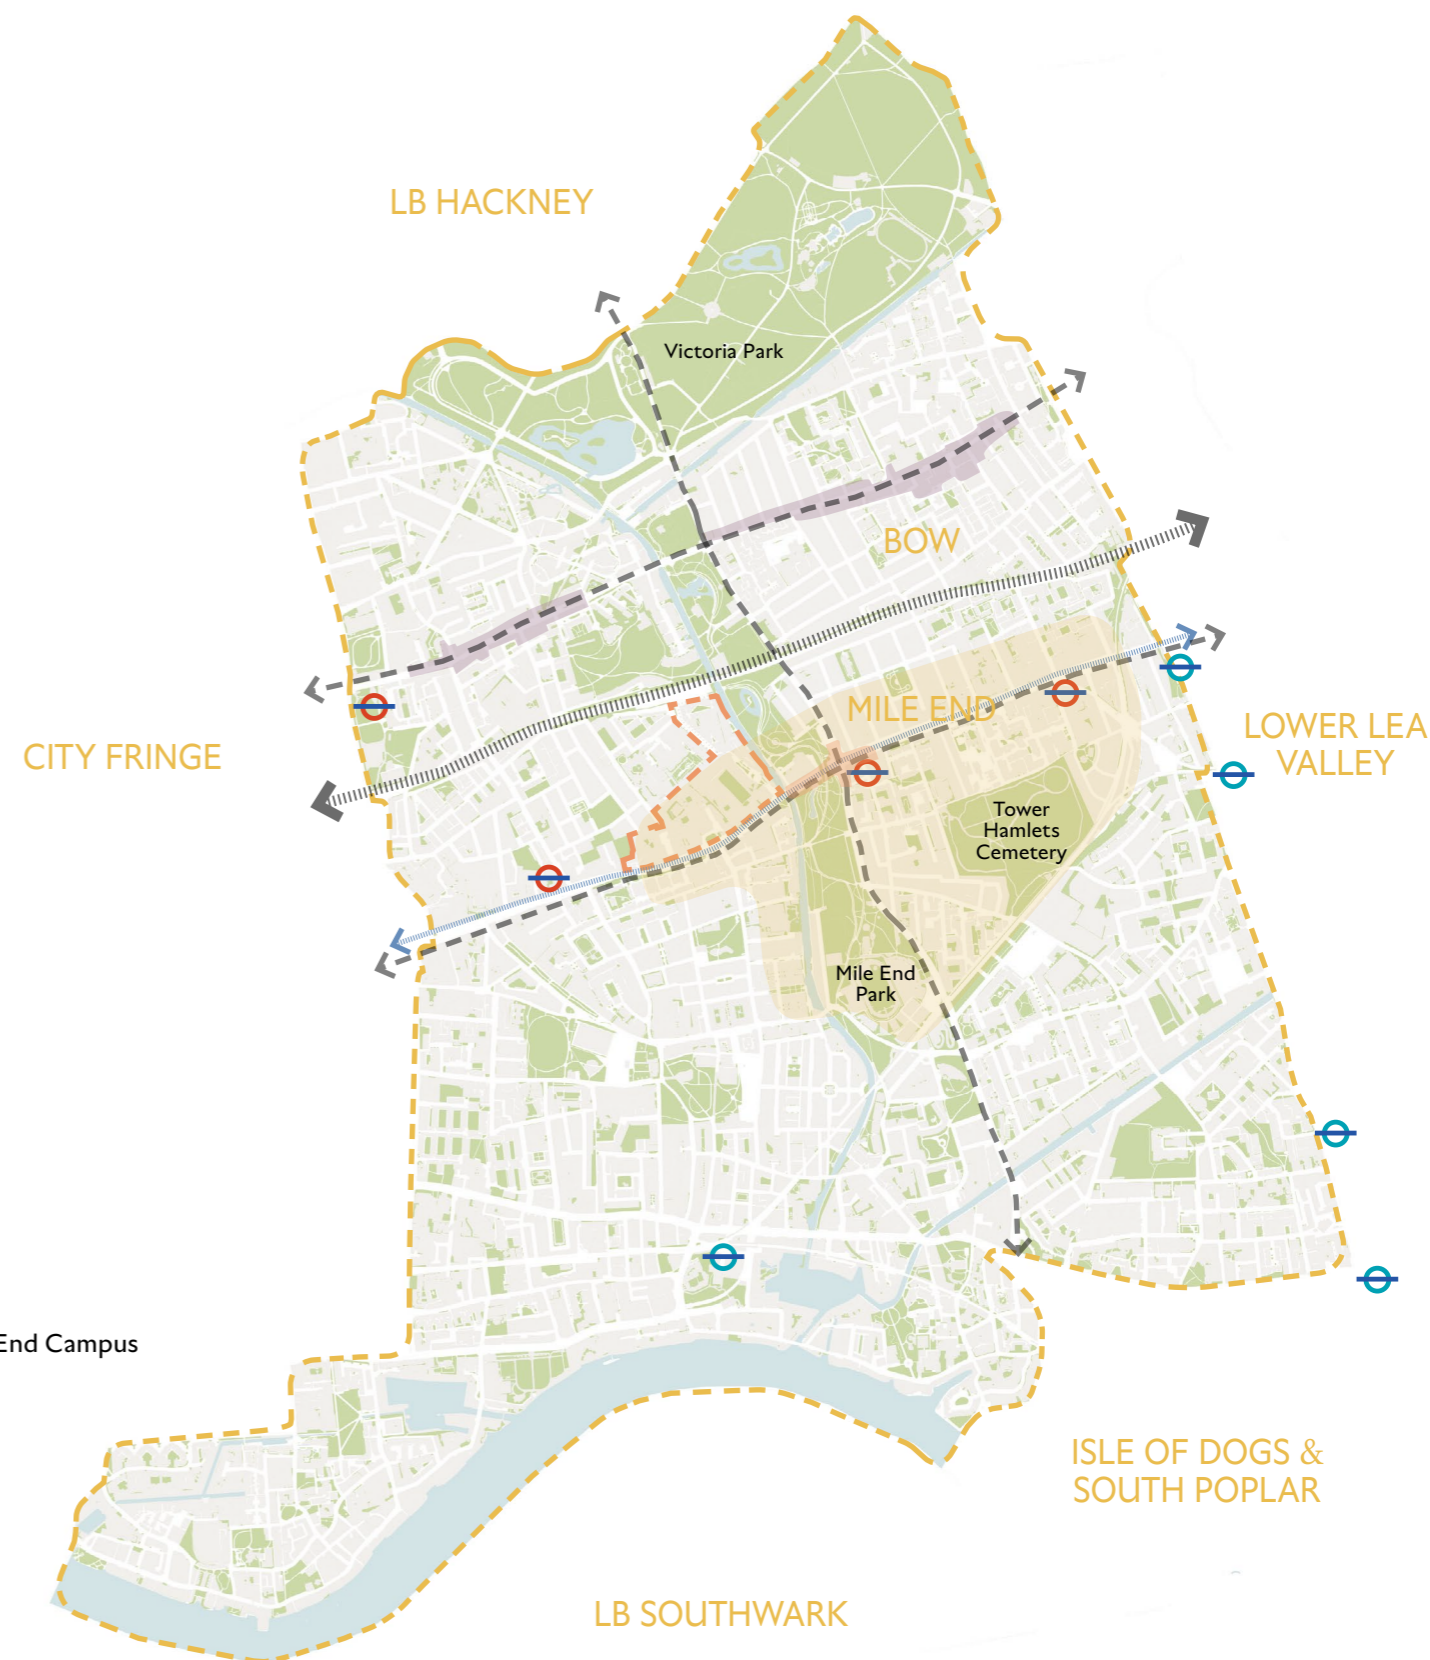 LB HACKNEY
Victoria Park
BOW
MILE END
CITY FRINGE
LOWER LEA
VALLEY
Tower
Hamlets
Cemetery
Mile End
Park
End Campus
ISLE OF DOGS &
SOUTH POPLAR
LB SOUTHWARK